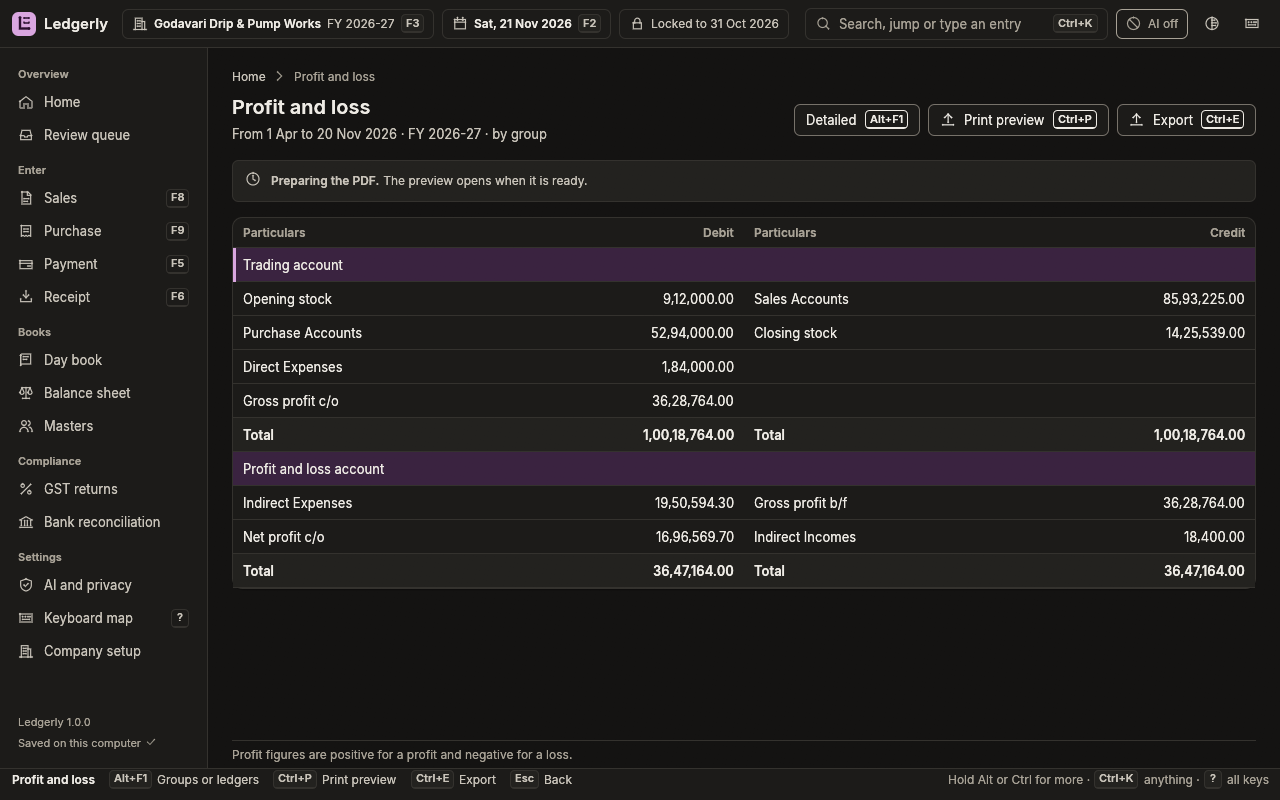 Ledgerly
Godavari Drip & Pump Works FY 2026-27 F3
Sat, 21 Nov 2026 F2
Locked to 31 Oct 2026
Search, jump or type an entry Ctrl+K
AI off
Overview
Home
Review queue
Enter
Sales F8
Purchase F9
Payment F5
Receipt F6
Books
Day book
Balance sheet
Masters
Compliance
GST returns
Bank reconciliation
Settings
AI and privacy
Keyboard map ?
Company setup
Ledgerly 1.0.0
Saved on this computer
Home Profit and loss
Profit and loss
From 1 Apr to 20 Nov 2026 · FY 2026-27 · by group
Detailed Alt+F1
Print preview Ctrl+P
Export Ctrl+E
Preparing the PDF. The preview opens when it is ready.
Particulars Debit Particulars Credit
Trading account
Opening stock 9,12,000.00 Sales Accounts 85,93,225.00
Purchase Accounts 52,94,000.00 Closing stock 14,25,539.00
Direct Expenses 1,84,000.00
Gross profit c/o 36,28,764.00
Total 1,00,18,764.00 Total 1,00,18,764.00
Profit and loss account
Indirect Expenses 19,50,594.30 Gross profit b/f 36,28,764.00
Net profit c/o 16,96,569.70 Indirect Incomes 18,400.00
Total 36,47,164.00 Total 36,47,164.00
Profit figures are positive for a profit and negative for a loss.
Profit and loss Alt+F1 Groups or ledgers Ctrl+P Print preview Ctrl+E Export Esc Back
Hold Alt or Ctrl for more · Ctrl+K anything · ? all keys